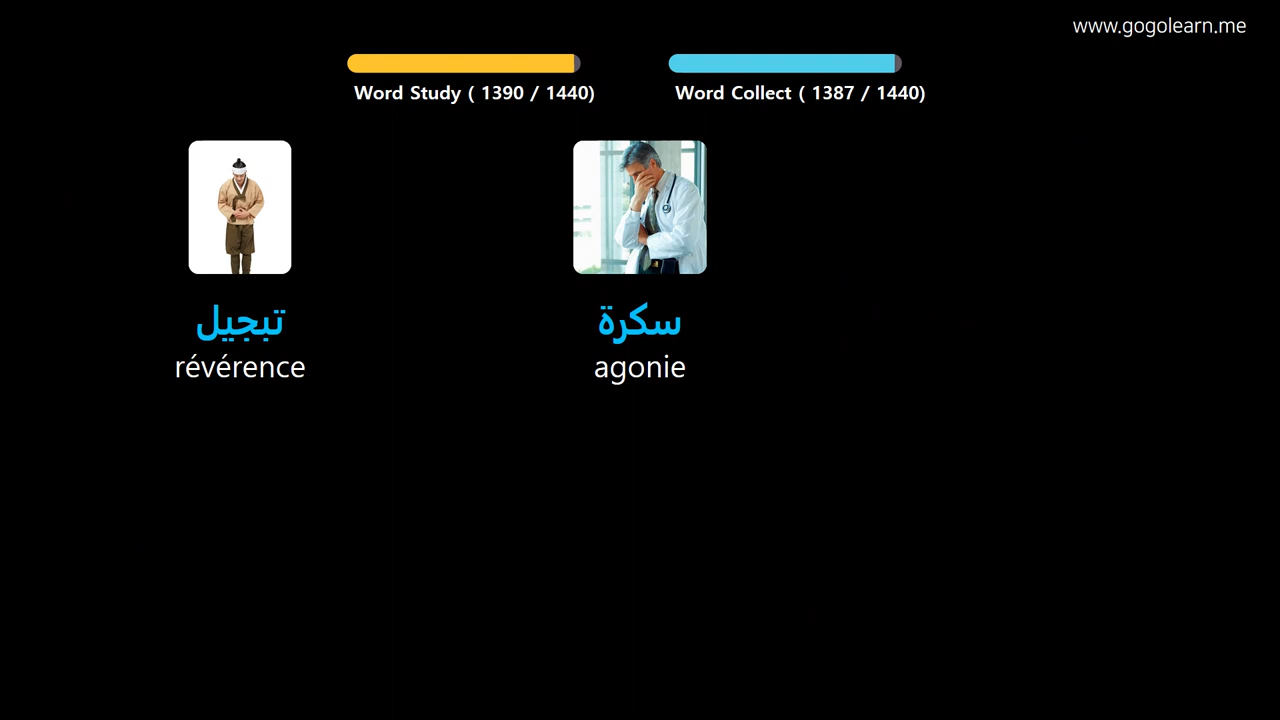 www.gogolearn.me
Word Study ( 1390 / 1440)
Word Collect ( 1387 / 1440)
تبجيل
سكرة
révérence
agonie